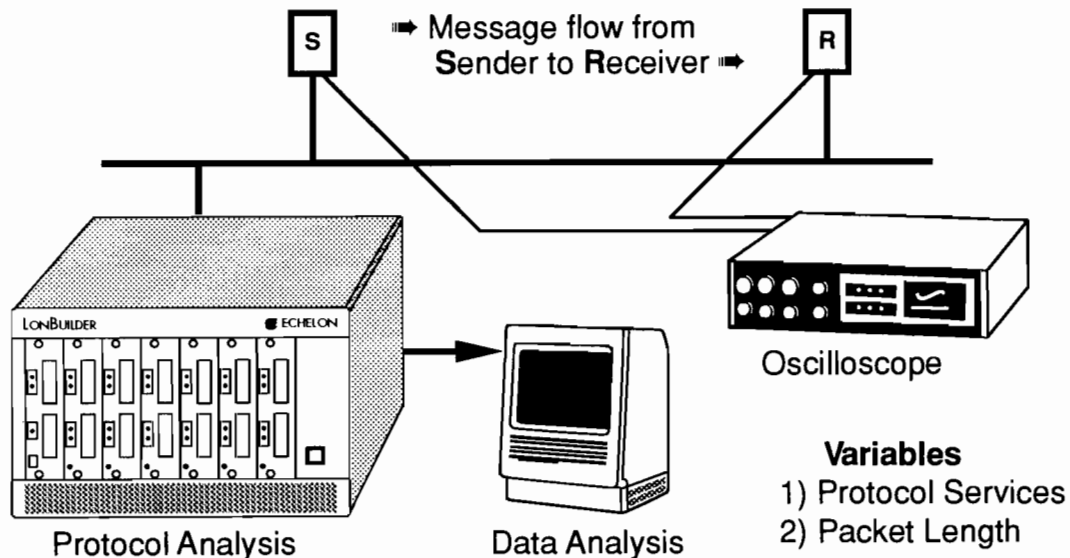 S
➠ Message flow from
Sender to Receiver ➠
R
LONBUILDER
ECHELON
Oscilloscope
Variables
1) Protocol Services
2) Packet Length
Protocol Analysis
Data Analysis